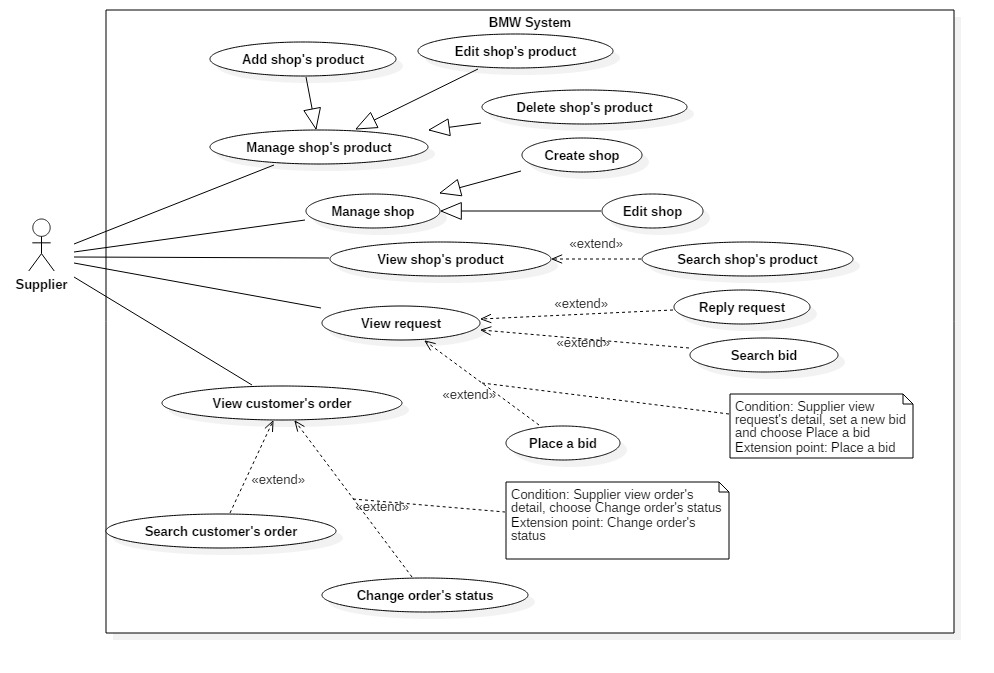 BMW System
Add shop's product
Edit shop's product
Delete shop's product
Manage shop's product
Create shop
Manage shop
Edit shop
Supplier
«extend»
View shop's product
Search shop's product
«extend»
Reply request
View request
«extend»
Search bid
View customer's order
«extend»
Condition: Supplier view
request's detail, set a new bid
and choose Place a bid
Extension point: Place a bid
Place a bid
«extend»
«extend»
Condition: Supplier view order's
detail, choose Change order's status
Extension point: Change order's
status
Search customer's order
Change order's status